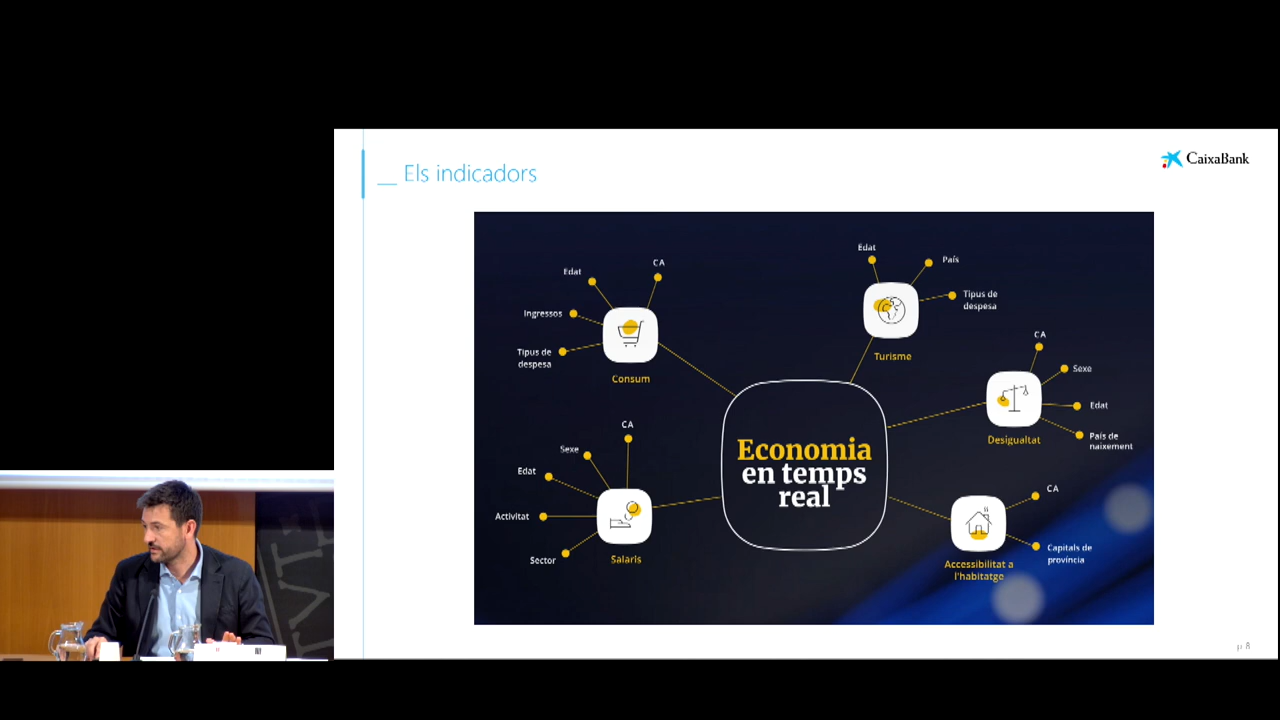 __ Els indicadors
CaixaBank
Edat
CA
Ingressos
Tipus de
despesa
Consum
Edat
País
Tipus de
despesa
Turisme
CA
Sexe
Edat
País de
naixement
Desigualtat
CA
Sexe
Edat
Activitat
Sector
Salaris
Economia
en temps
real
CA
Capitals de
província
Accessibilitat a
l'habitatge
p 8